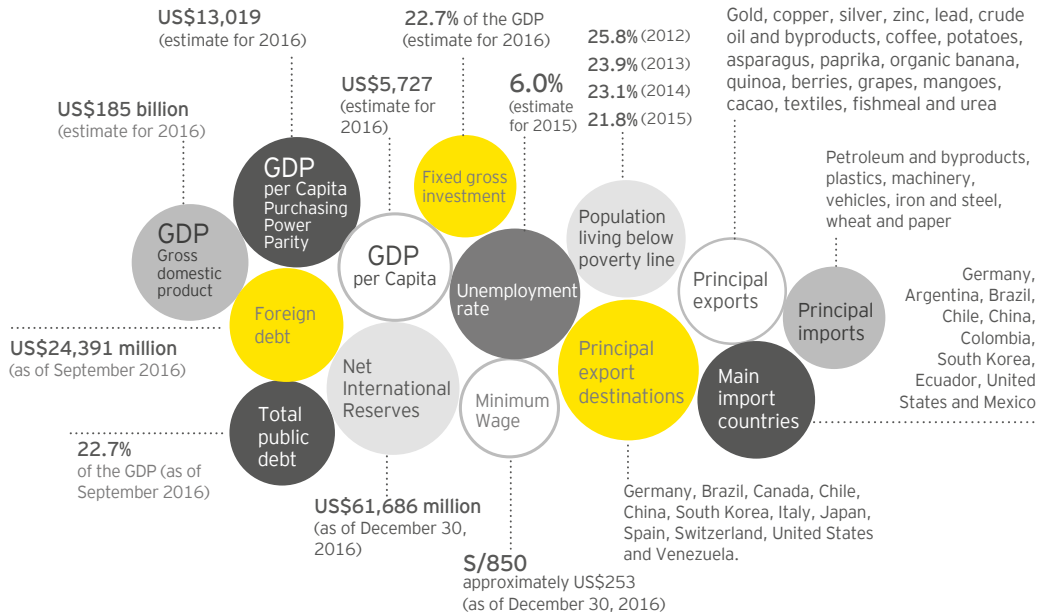 US$13,019
(estimate for 2016)
22.7% of the GDP
(estimate for 2016)
25.8% (2012)
23.9% (2013)
23.1% (2014)
21.8% (2015)
Gold, copper, silver, zinc, lead, crude
oil and byproducts, coffee, potatoes,
asparagus, paprika, organic banana,
quinoa, berries, grapes, mangoes,
cacao, textiles, fishmeal and urea
US$185 billion
(estimate for 2016)
US$5,727
(estimate for
2016)
6.0%
(estimate
for 2015)
Petroleum and byproducts,
plastics, machinery,
vehicles, iron and steel,
wheat and paper
GDP
Gross
domestic
product
GDP
per Capita
Purchasing
Power
Parity
GDP
per Capita
Fixed gross
investment
Unemployment
rate
Population
living below
poverty line
Principal
exports
Principal
imports
Germany,
Argentina, Brazil,
Chile, China,
Colombia,
South Korea,
Ecuador, United
States and Mexico
Foreign
debt
US$24,391 million
(as of September 2016)
Net
International
Reserves
Minimum
Wage
Principal
export
destinations
Main
import
countries
Total
public
debt
22.7%
of the GDP (as of
September 2016)
US$61,686 million
(as of December 30,
2016)
S/850
approximately US$253
(as of December 30, 2016)
Germany, Brazil, Canada, Chile,
China, South Korea, Italy, Japan,
Spain, Switzerland, United States
and Venezuela.